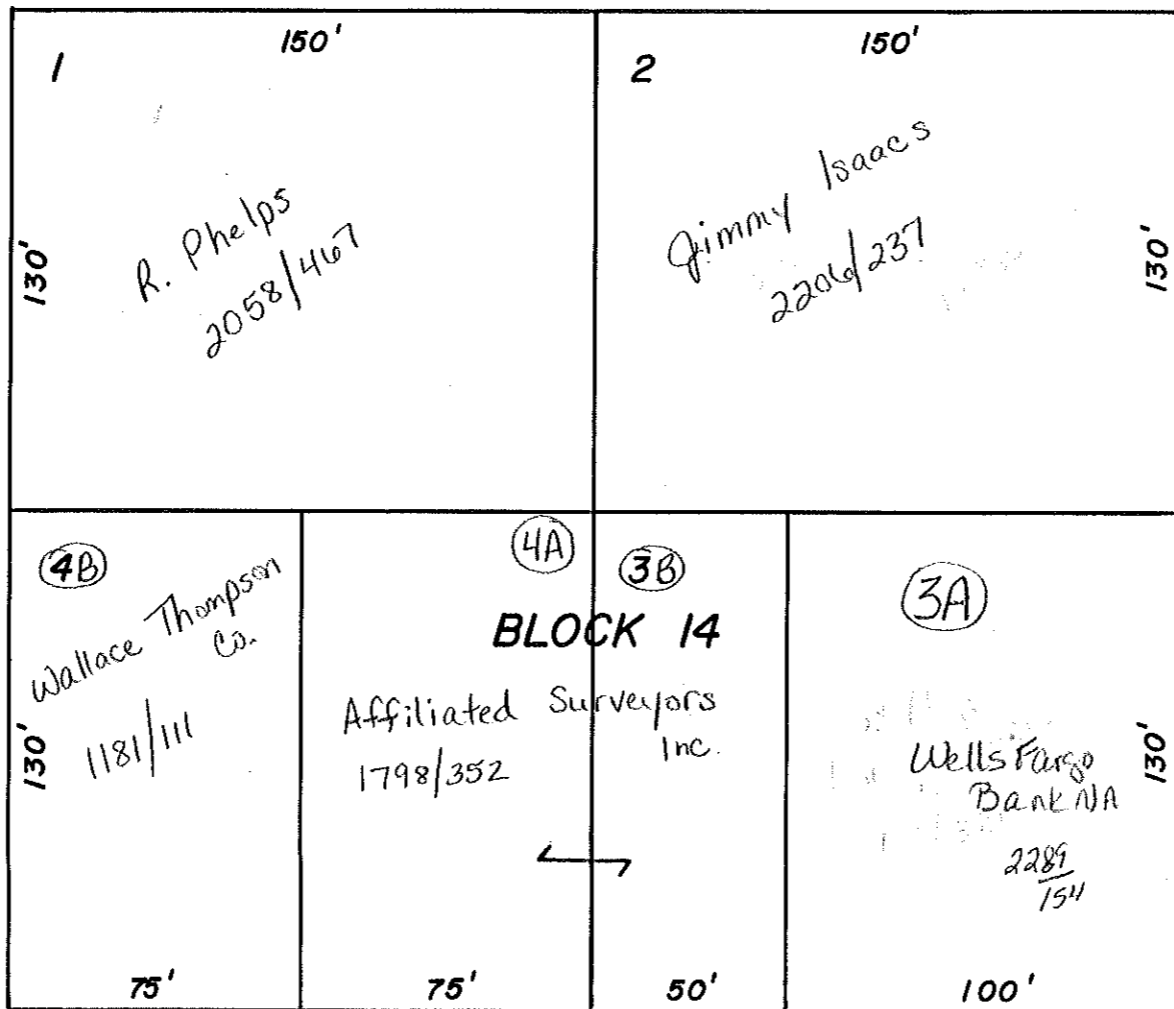 1
150'
2
150'
130'
R. Phelps
2058/467
Jimmy Isaacs
2206/237
130'
4B
4A
3B
3A
Wallace Thompson
Co.
BLOCK 14
130'
1181/111
Affiliated Surveyors
Inc.
1798/352
Wells Fargo
Bank NA
2289
154
130'
75'
75'
50'
100'